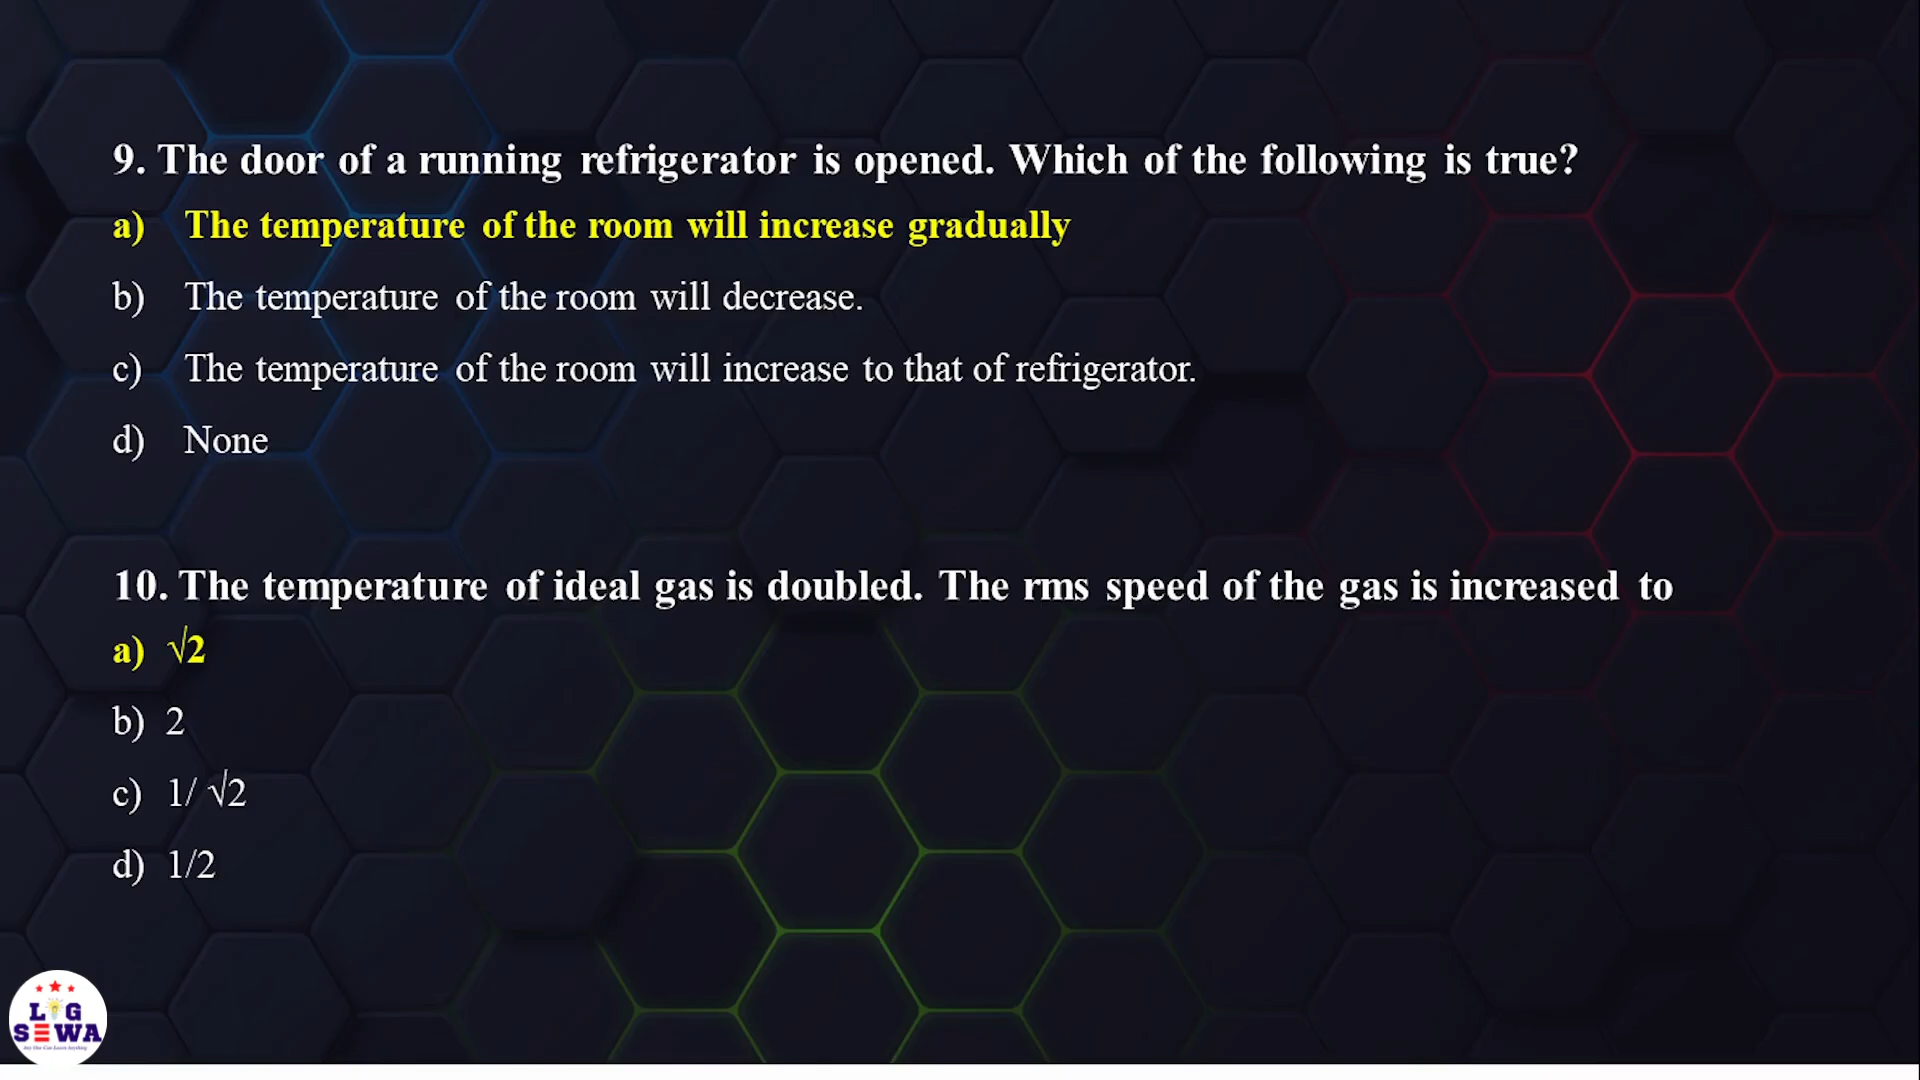 9. The door of a running refrigerator is opened. Which of the following is true?
a) The temperature of the room will increase gradually
b) The temperature of the room will decrease.
c) The temperature of the room will increase to that of refrigerator.
d) None
10. The temperature of ideal gas is doubled. The rms speed of the gas is increased to
a) √2
b) 2
c) 1/ √2
d) 1/2
L G
SEWA